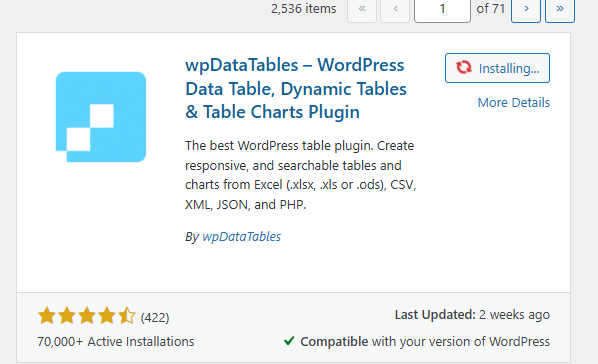 2,536 items « ‹ 1 of 71 › »
wpDataTables – WordPress
Data Table, Dynamic Tables
& Table Charts Plugin
Installing...
More Details
The best WordPress table plugin. Create
responsive, and searchable tables and
charts from Excel (.xlsx, .xls or .ods), CSV,
XML, JSON, and PHP.
By wpDataTables
(422)
Last Updated: 2 weeks ago
70,000+ Active Installations
Compatible with your version of WordPress